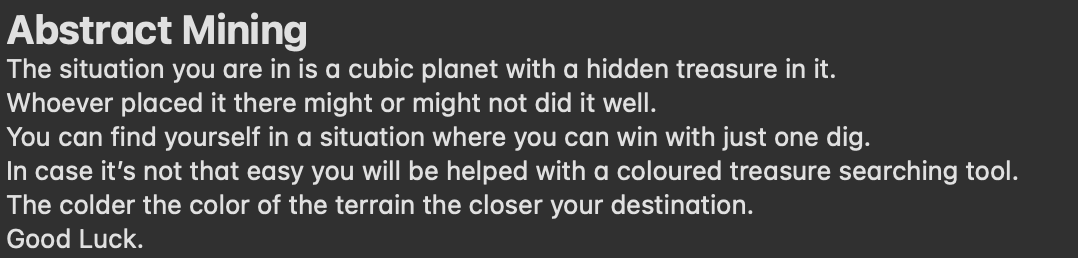 Abstract Mining
The situation you are in is a cubic planet with a hidden treasure in it.
Whoever placed it there might or might not did it well.
You can find yourself in a situation where you can win with just one dig.
In case it’s not that easy you will be helped with a coloured treasure searching tool.
The colder the color of the terrain the closer your destination.
Good Luck.